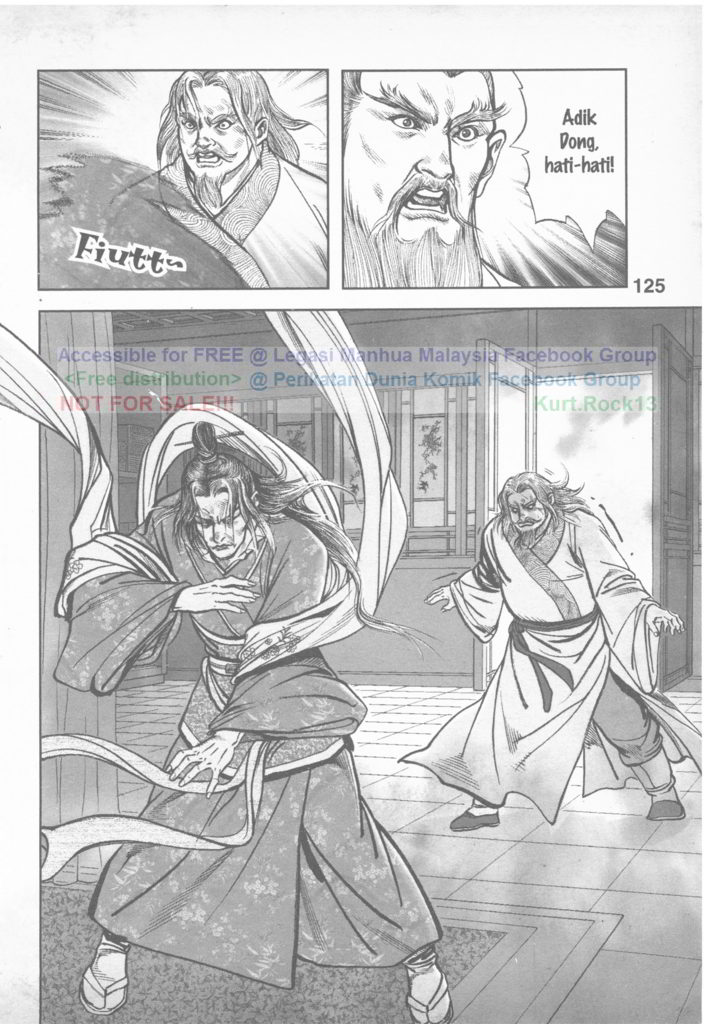 Fiutt~
Adik
Dong,
hati-hati!
125
Accessible for FREE @ Legasi Manhua Malaysia Facebook Group
<Free distribution> @ Perikatan Dunia Komik Facebook Group
NOT FOR SALE!!! Kurt.Rock13